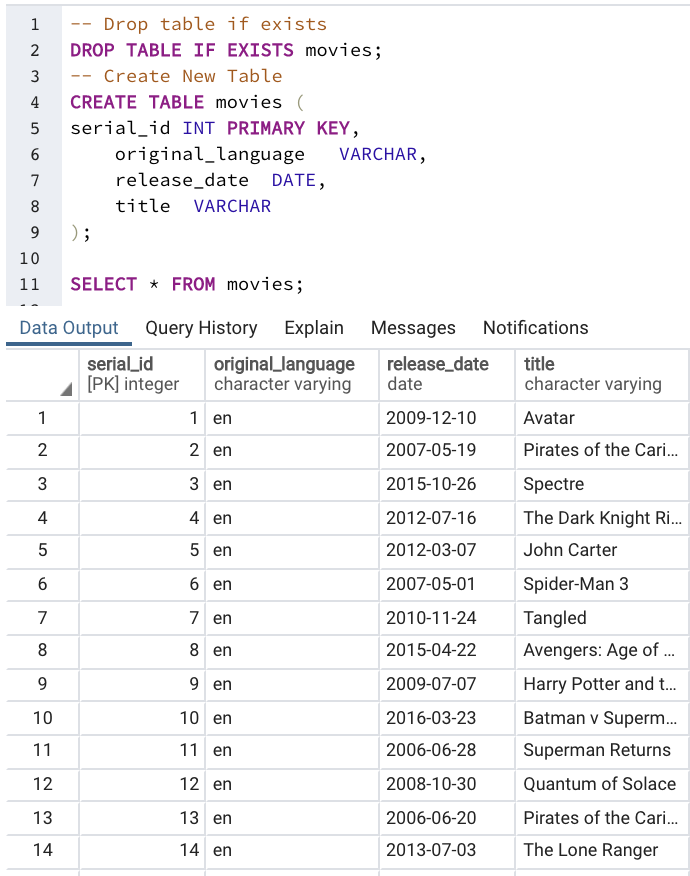 1 -- Drop table if exists
2 DROP TABLE IF EXISTS movies;
3 -- Create New Table
4 CREATE TABLE movies (
5 serial_id INT PRIMARY KEY,
6 original_language VARCHAR,
7 release_date DATE,
8 title VARCHAR
9 );
10
11 SELECT * FROM movies;
Data Output Query History Explain Messages Notifications
serial_id original_language release_date title
[PK] integer character varying date character varying
1 1 en 2009-12-10 Avatar
2 2 en 2007-05-19 Pirates of the Cari...
3 3 en 2015-10-26 Spectre
4 4 en 2012-07-16 The Dark Knight Ri...
5 5 en 2012-03-07 John Carter
6 6 en 2007-05-01 Spider-Man 3
7 7 en 2010-11-24 Tangled
8 8 en 2015-04-22 Avengers: Age of ...
9 9 en 2009-07-07 Harry Potter and t...
10 10 en 2016-03-23 Batman v Superm...
11 11 en 2006-06-28 Superman Returns
12 12 en 2008-10-30 Quantum of Solace
13 13 en 2006-06-20 Pirates of the Cari...
14 14 en 2013-07-03 The Lone Ranger